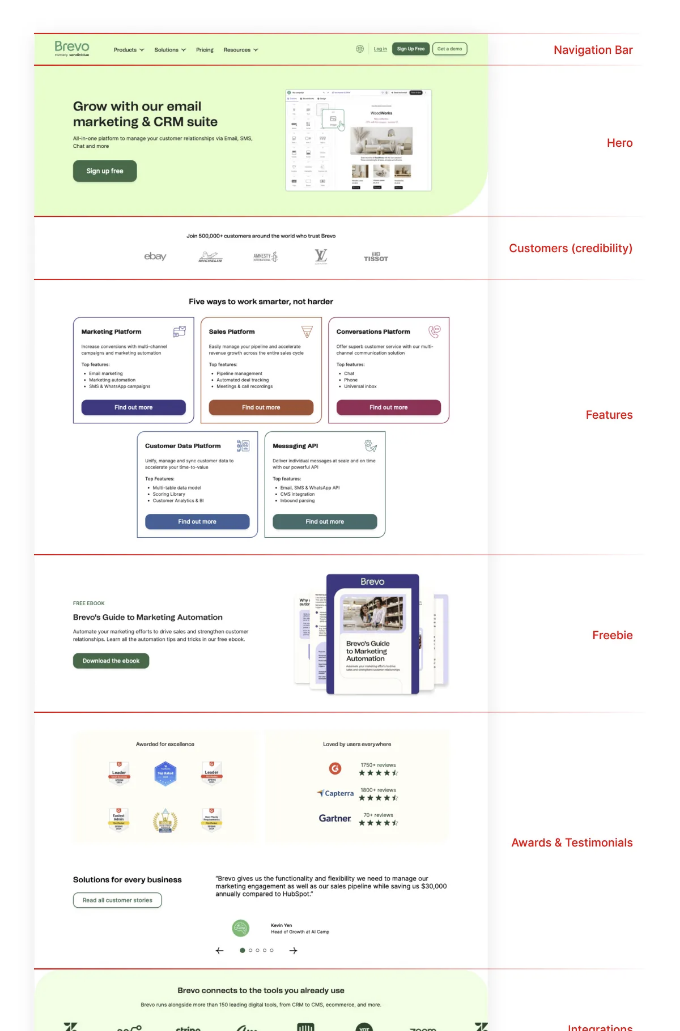 Brevo
Products Solutions Pricing Resources
Log in Sign Up Free Get a demo
Navigation Bar
Grow with our email
marketing & CRM suite
All-in-one platform to manage your customer relationships via Email, SMS,
Chat and more
Sign up free
WoodWorks
Hero
Join 500,000+ customers around the world who trust Brevo
ebay
AMNESTY
TISSOT
Customers (credibility)
Five ways to work smarter, not harder
Marketing Platform
Increase conversions with multi-channel
campaigns and marketing automation
Top features:
• Email marketing
• Marketing automation
• SMS & WhatsApp campaigns
Find out more
Sales Platform
Easily manage your pipeline and accelerate
revenue growth across the entire sales cycle
Top features:
• Pipeline management
• Automated deal tracking
• Meetings & call recordings
Find out more
Conversations Platform
Offer superb customer service with our multi-
channel communication solution
Top features:
• Chat
• Phone
• Universal inbox
Find out more
Features
Customer Data Platform
Unify, manage and sync customer data to
accelerate your time-to-value
Top Features:
• Multi-table data model
• Scoring Library
• Customer Analytics & BI
Find out more
Messaging API
Deliver individual messages at scale and on time
with our powerful API
Top features:
• Email, SMS & WhatsApp API
• CMS integration
• Inbound parsing
Find out more
FREE EBOOK
Brevo's Guide to Marketing Automation
Automate your marketing efforts to drive sales and strengthen customer
relationships. Learn all the automation tips and tricks in our free ebook.
Download the ebook
Brevo
Brevo's Guide
to Marketing
Automation
Freebie
Awarded for excellence
Leader
Top Rated
Leader
Loved by users everywhere
1750+ reviews
Capterra
1800+ reviews
Gartner
70+ reviews
Awards & Testimonials
Solutions for every business
Read all customer stories
"Brevo gives us the functionality and flexibility we need to manage our
marketing engagement as well as our sales pipeline while saving us $30,000
annually compared to HubSpot."
Kevin Yen
Head of Growth at AI Camp
Brevo connects to the tools you already use
Brevo runs alongside more than 150 leading digital tools, from CRM to CMS, ecommerce, and more.
stripe
zoom
Integrations